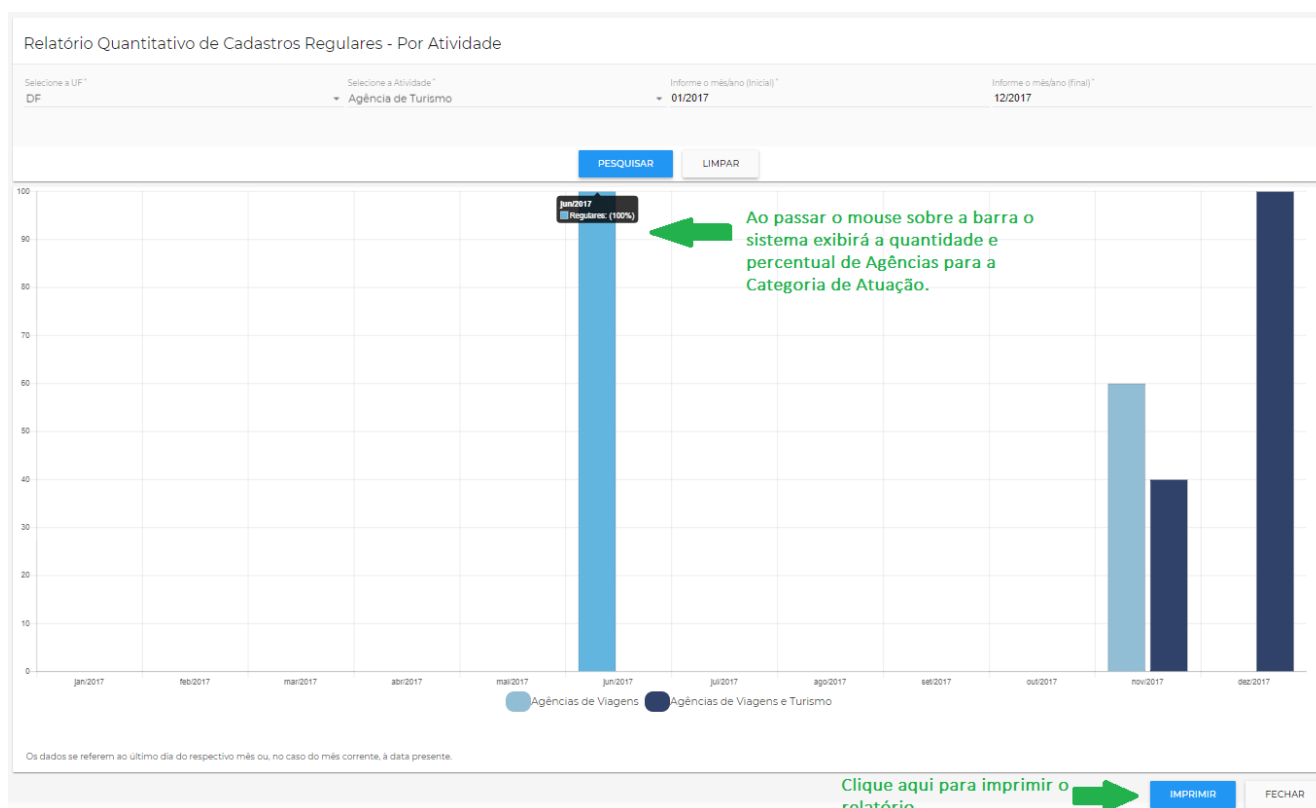 Relatório Quantitativo de Cadastros Regulares - Por Atividade
Selecione a UF*
Selecione a Atividade*
Informe o mês/ano (Inicial)*
Informe o mês/ano (final)*
DF
Agência de Turismo
01/2017
12/2017
PESQUISAR
LIMPAR
100
90
80
70
60
50
40
30
20
10
0
jun/2017
Regulares: (100%)
Ao passar o mouse sobre a barra o
sistema exibirá a quantidade e
percentual de Agências para a
Categoria de Atuação.
jan/2017
feb/2017
mar/2017
abr/2017
mai/2017
jun/2017
jul/2017
ago/2017
set/2017
out/2017
nov/2017
dez/2017
Agências de Viagens
Agências de Viagens e Turismo
Os dados se referem ao último dia do respectivo mês ou, no caso do mês corrente, à data presente.
Clique aqui para imprimir o
relatório
IMPRIMIR
FECHAR